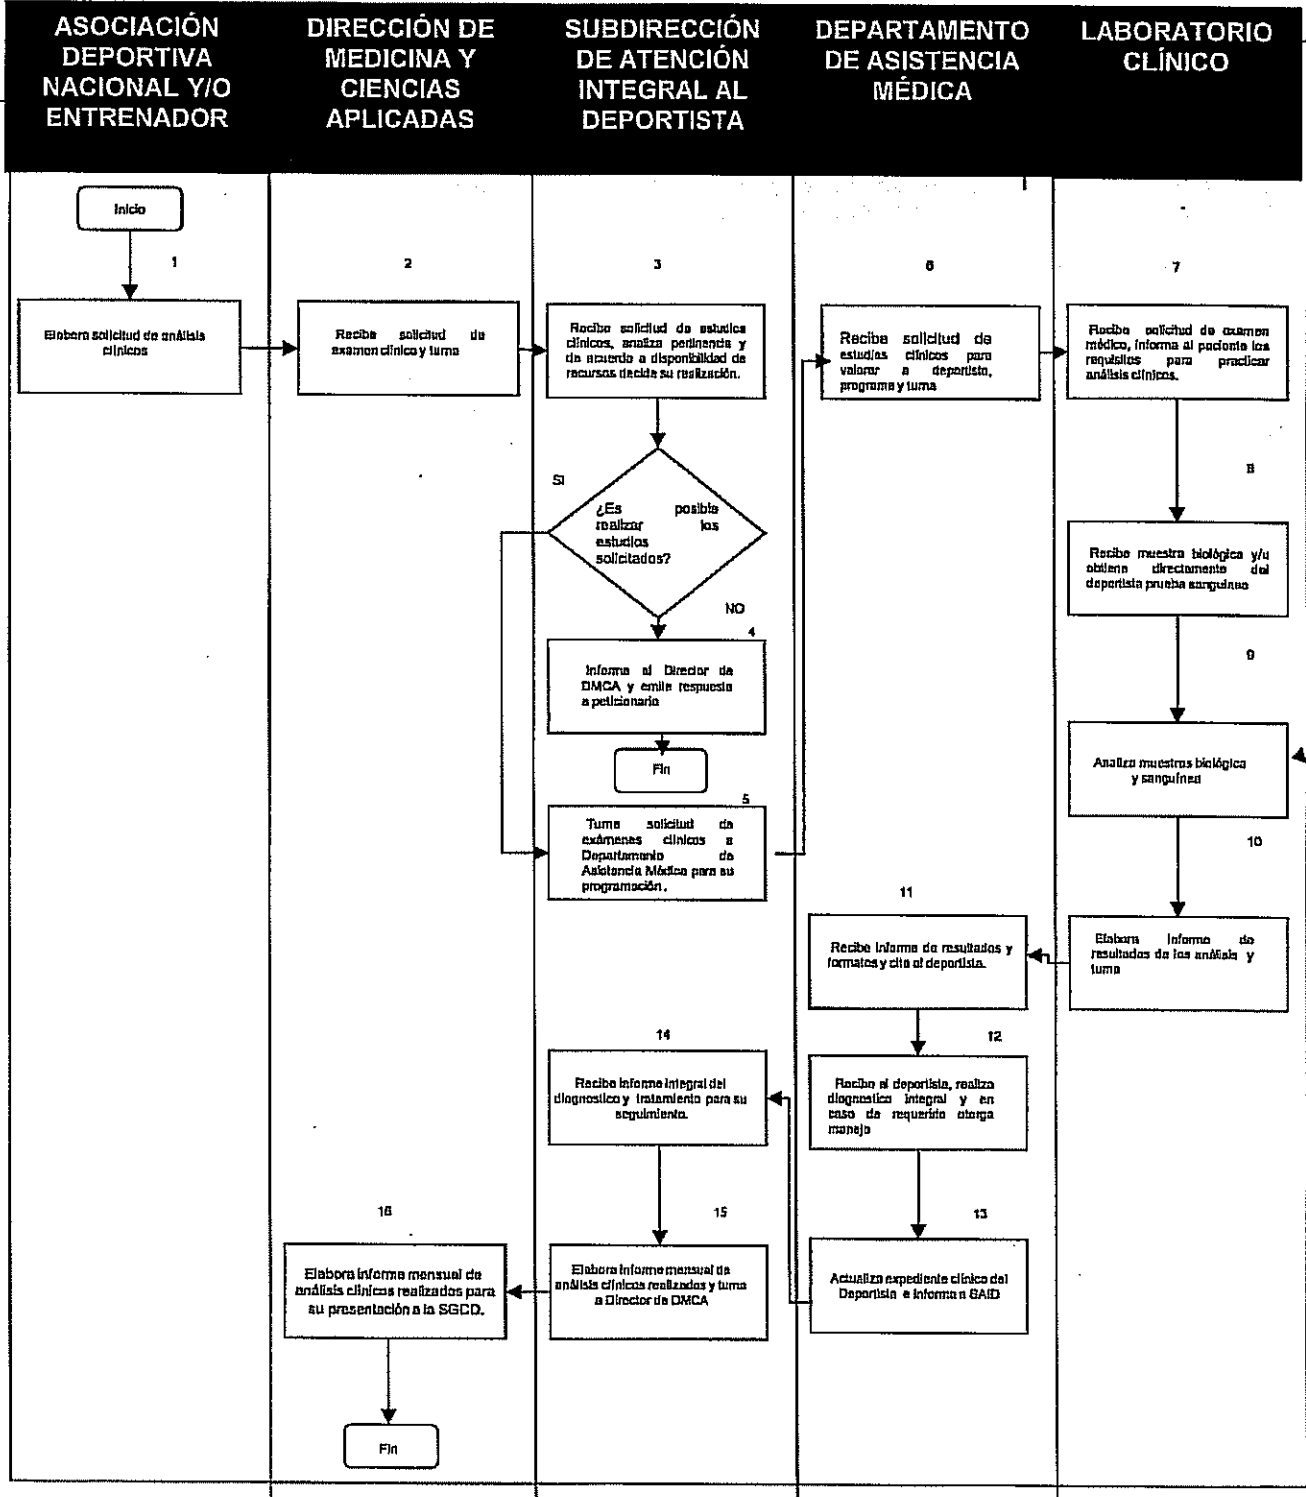 ASOCIACIÓN
DEPORTIVA
NACIONAL Y/O
ENTRENADOR
DIRECCIÓN DE
MEDICINA Y
CIENCIAS
APLICADAS
SUBDIRECCIÓN
DE ATENCIÓN
INTEGRAL AL
DEPORTISTA
DEPARTAMENTO
DE ASISTENCIA
MÉDICA
LABORATORIO
CLÍNICO
Inicio
1
Elabora solicitud de análisis
clínicos
2
Recibe solicitud de
examen clínico y turna
3
Recibe solicitud de estudios
clínicos, analiza pertinencia y
de acuerdo a disponibilidad de
recursos decide su realización.
SI
¿Es posible
realizar los
estudios
solicitados?
NO
4
Informa al Director de
DMCA y emite respuesta
a peticionario
Fin
5
Turna solicitud de
exámenes clínicos a
Departamento de
Asistencia Médica para su
programación.
6
Recibe solicitud de
estudios clínicos para
valorar a deportista,
programa y turna
7
Recibe solicitud de examen
médico, informa al paciente los
requisitos para practicar
análisis clínicos.
8
Recibe muestra biológica y/u
obtiene directamente del
deportista prueba sanguínea
9
Analiza muestras biológica
y sanguínea
10
Elabora Informe de
resultados de los análisis y
turna
11
Recibe informe de resultados y
formatos y cita al deportista.
12
Recibe al deportista, realiza
diagnostico integral y en
caso de requerirlo otorga
manejo
13
Actualiza expediente clínico del
Deportista e informa a SAID
14
Recibe informe integral del
diagnostico y tratamiento para su
seguimiento.
15
Elabora informe mensual de
análisis clínicos realizados y turna
a Director de DMCA
16
Elabora informe mensual de
análisis clínicos realizados para
su presentación a la SGCD.
Fin